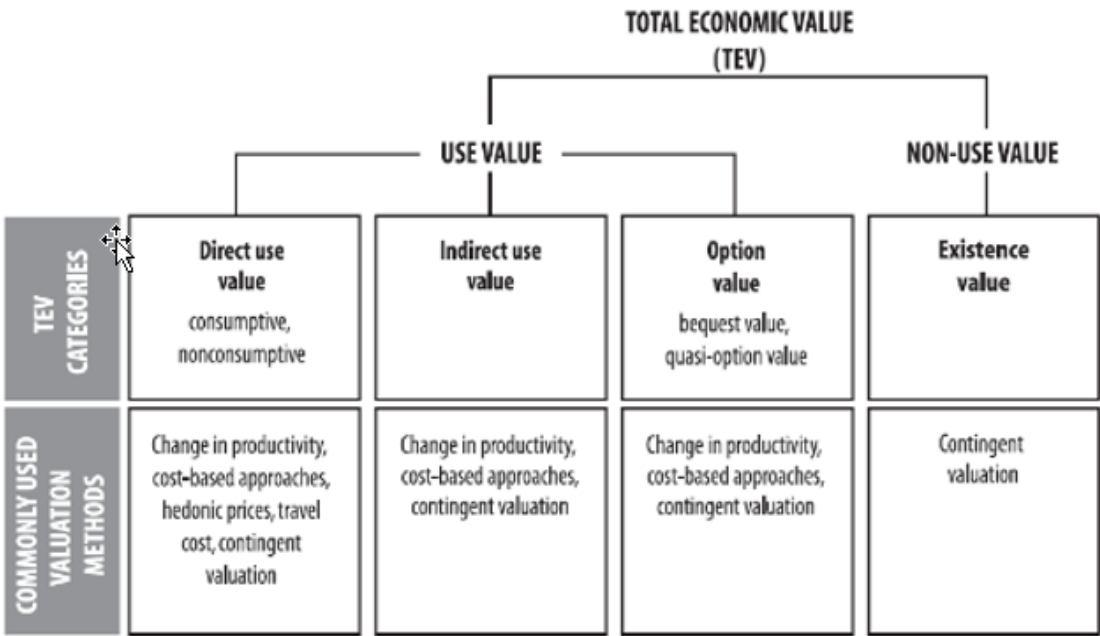 TOTAL ECONOMIC VALUE
(TEV)
USE VALUE
NON-USE VALUE
TEV
CATEGORIES
Direct use
value
consumptive,
nonconsumptive
Indirect use
value
Option
value
bequest value,
quasi-option value
Existence
value
COMMONLY USED
VALUATION
METHODS
Change in productivity,
cost-based approaches,
hedonic prices, travel
cost, contingent
valuation
Change in productivity,
cost-based approaches,
contingent valuation
Change in productivity,
cost-based approaches,
contingent valuation
Contingent
valuation